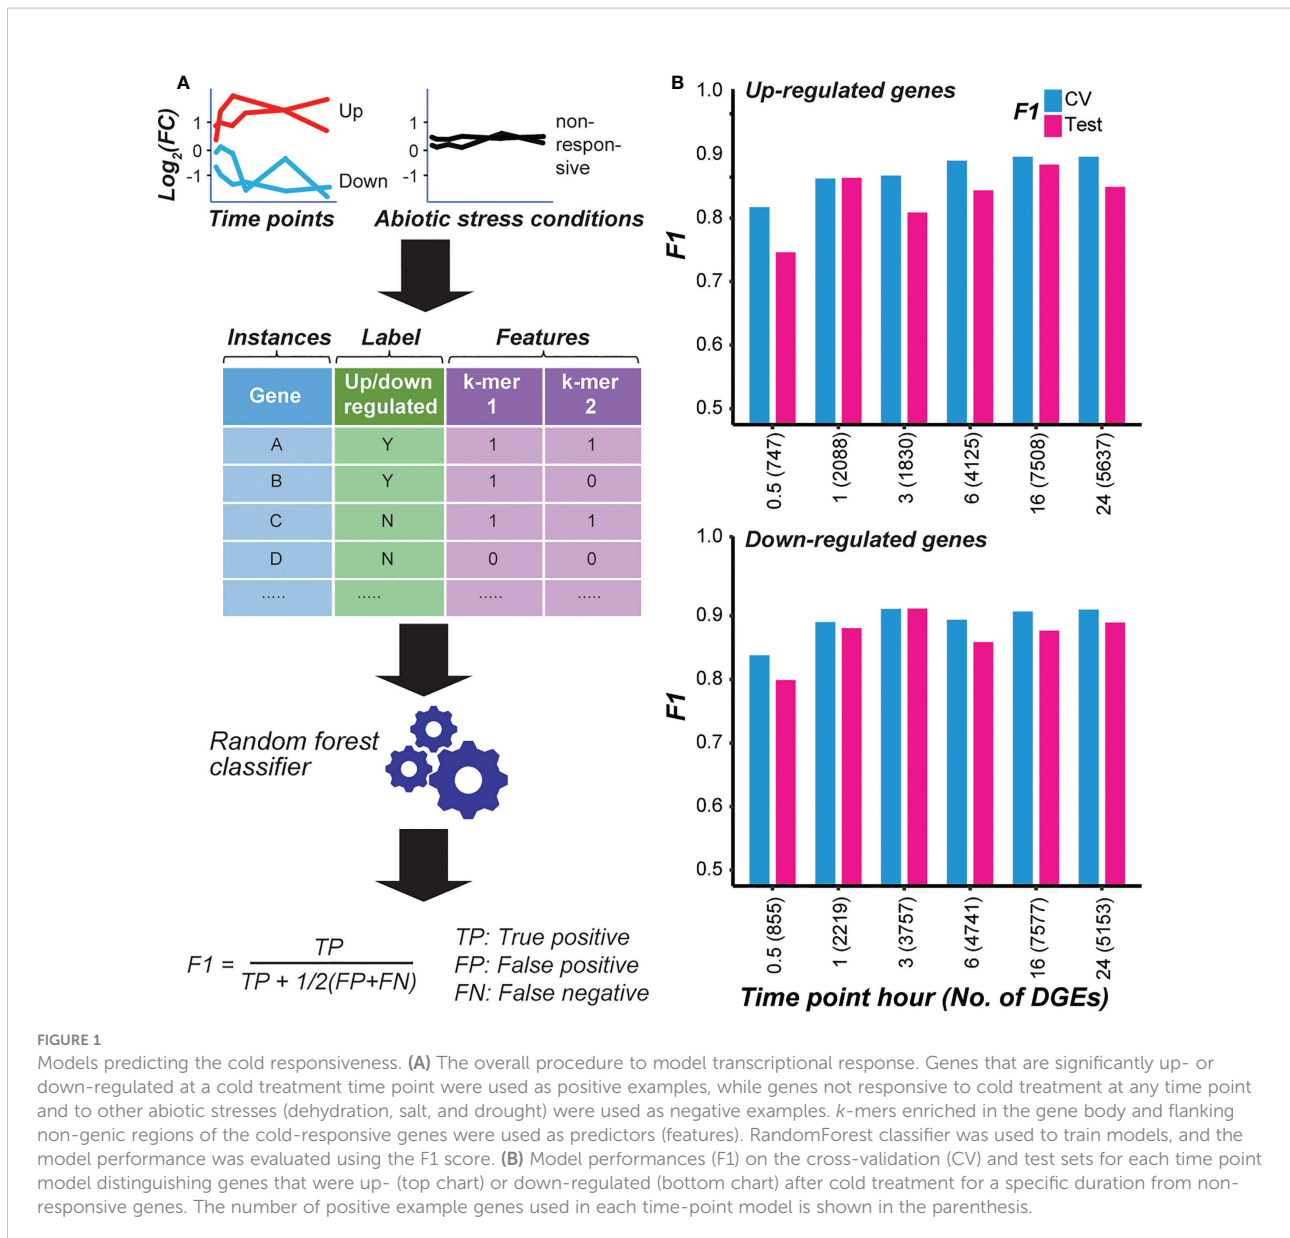 A
Log2(FC)
1
0
-1
Up
Down
Time points
non-
respon-
sive
Abiotic stress conditions
Instances
Label
Features
Gene
Up/down
regulated
k-mer
1
k-mer
2
A Y 1 1
B Y 1 0
C N 1 1
D N 0 0
..... ..... ..... .....
Random forest
classifier
F1 = TP / TP + 1/2(FP+FN)
TP: True positive
FP: False positive
FN: False negative
1
0
-1
B
Up-regulated genes
F1
CV
Test
F1
1.0
0.9
0.8
0.7
0.6
0.5
0.5 (747)
1 (2088)
3 (1830)
6 (4125)
16 (7508)
24 (5637)
Down-regulated genes
F1
1.0
0.9
0.8
0.7
0.6
0.5
0.5 (855)
1 (2219)
3 (3757)
6 (4741)
16 (7577)
24 (5153)
Time point hour (No. of DGEs)
FIGURE 1
Models predicting the cold responsiveness. (A) The overall procedure to model transcriptional response. Genes that are significantly up- or
down-regulated at a cold treatment time point were used as positive examples, while genes not responsive to cold treatment at any time point
and to other abiotic stresses (dehydration, salt, and drought) were used as negative examples. k-mers enriched in the gene body and flanking
non-genic regions of the cold-responsive genes were used as predictors (features). RandomForest classifier was used to train models, and the
model performance was evaluated using the F1 score. (B) Model performances (F1) on the cross-validation (CV) and test sets for each time point
model distinguishing genes that were up- (top chart) or down-regulated (bottom chart) after cold treatment for a specific duration from non-
responsive genes. The number of positive example genes used in each time-point model is shown in the parenthesis.